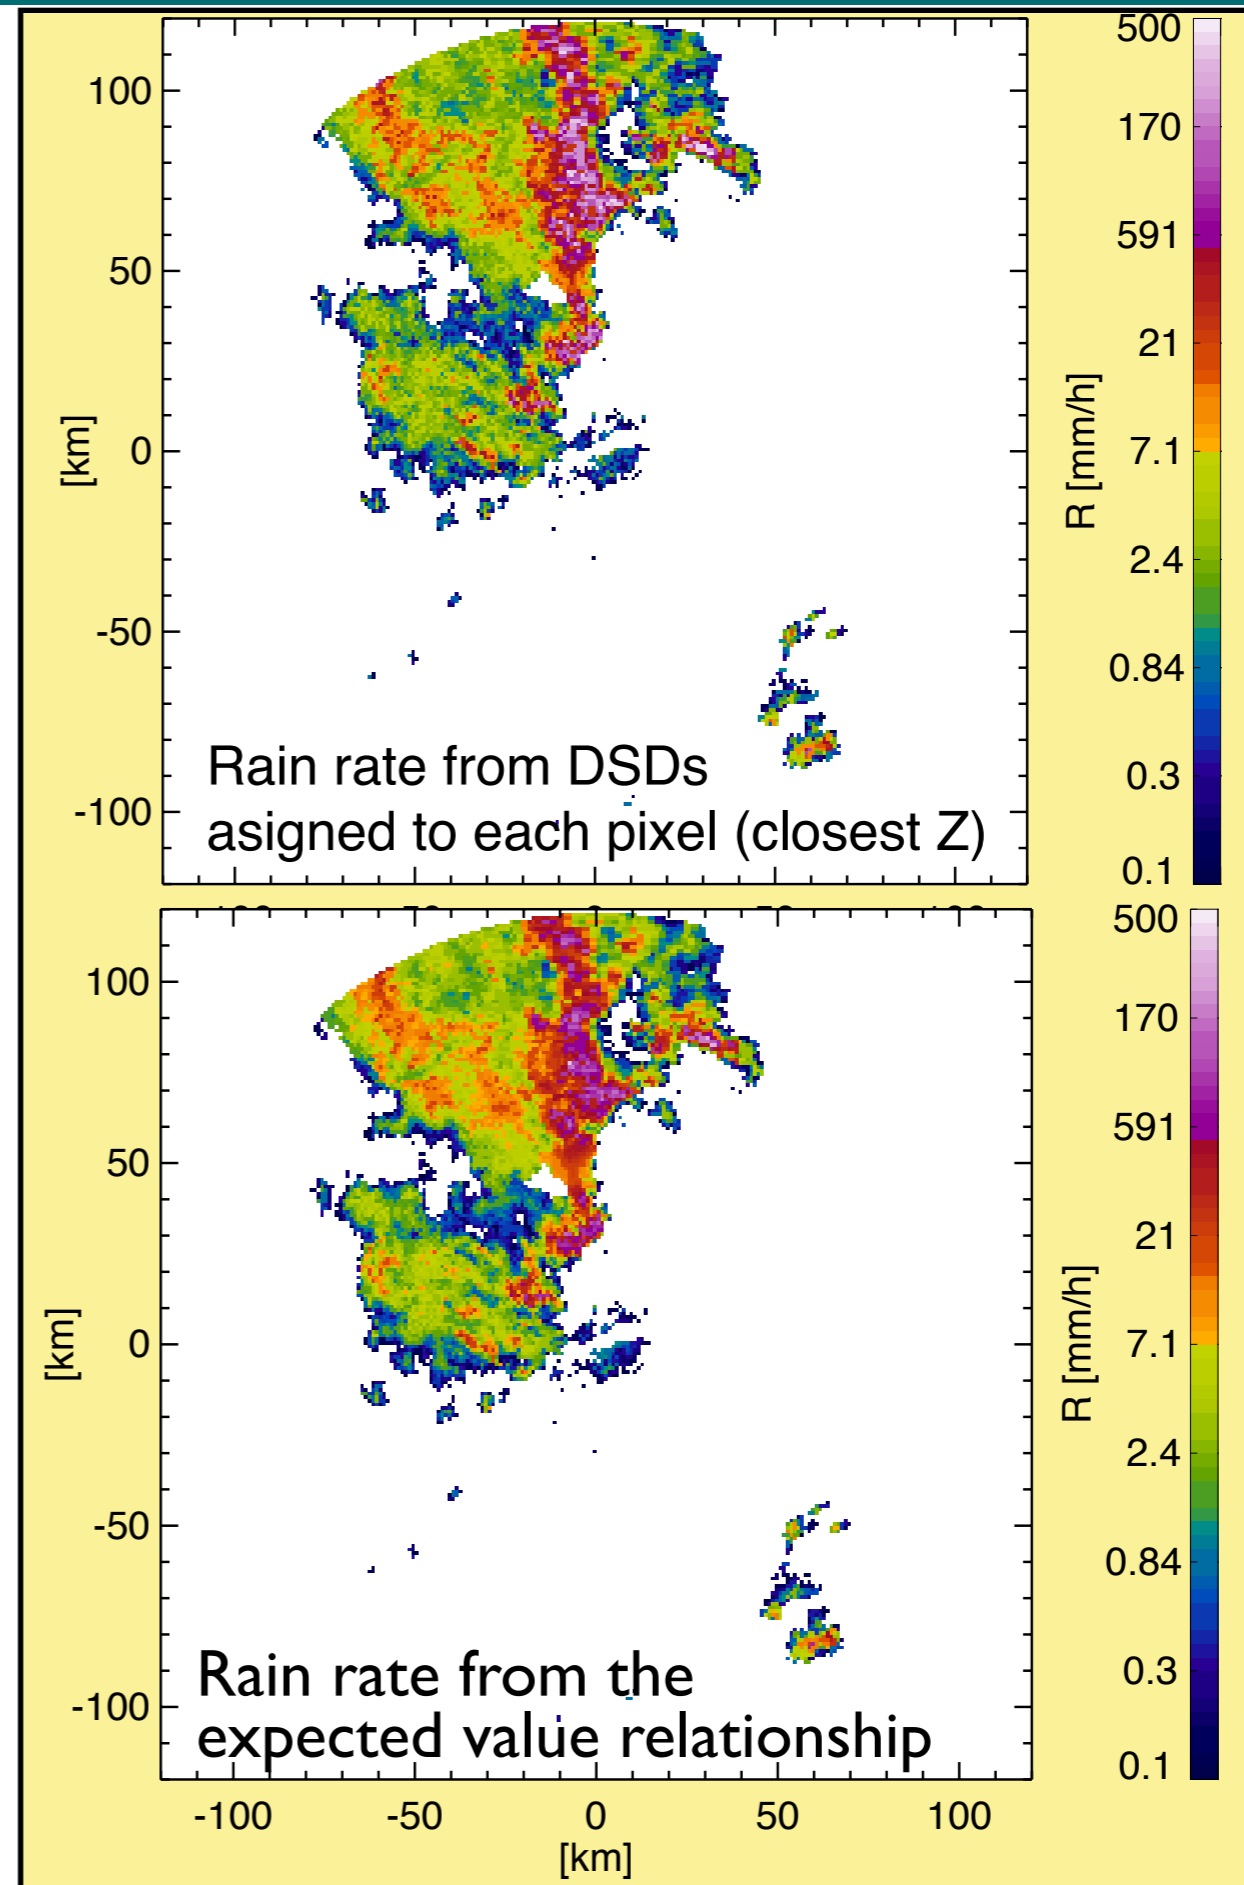 500
100
170
591
50
21
R [mm/h]
[km]
7.1
0
2.4
-50
0.84
Rain rate from DSDs
0.3
asigned to each pixel (closest Z)
-100
0.1
500
100
170
591
50
21
R [mm/h]
[km]
7.1
0
2.4
-50
0.84
Rain rate from the
0.3
-100
expected value relationship
0.1
-100 -50 0 50 100
[km]